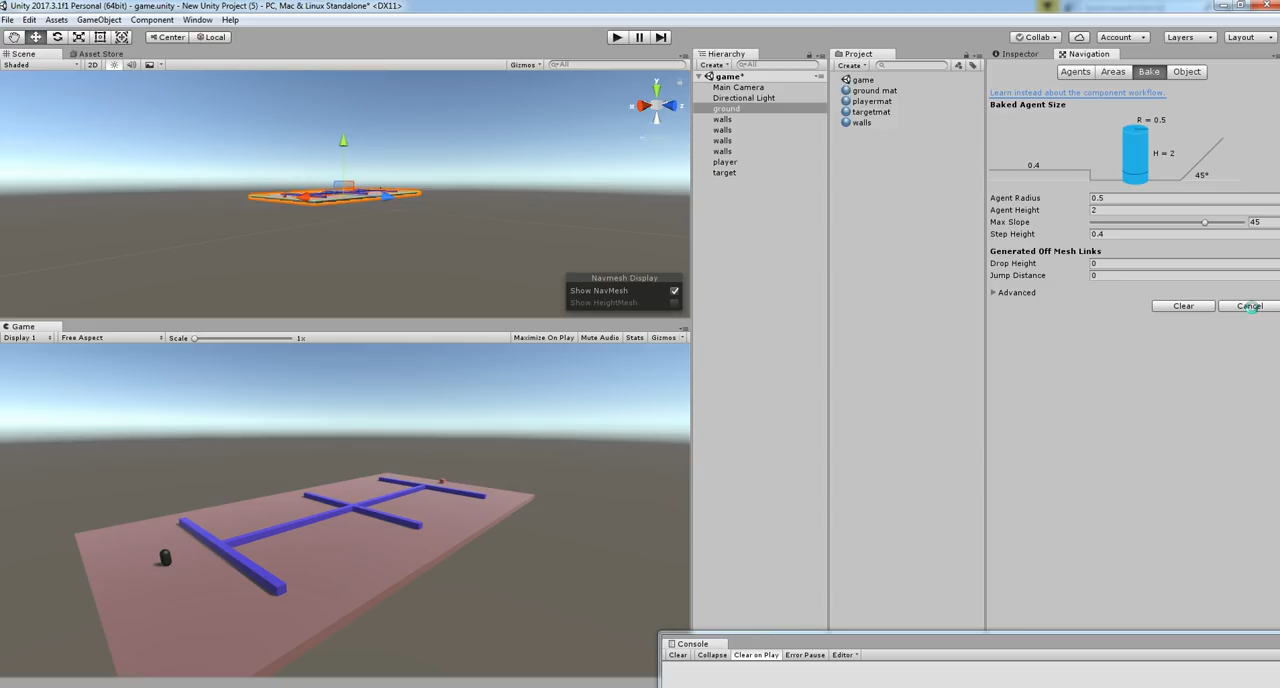 Unity 2017.3.1f1 Personal (64bit) - game.unity - New Unity Project (5) - PC, Mac & Linux Standalone* <DX11>
File Edit Assets GameObject Component Window Help
Center Local Collab Account Layers Layout
Scene Asset Store
Shaded 2D Gizmos All
y
x z
Navmesh Display
Show NavMesh
Show HeightMesh
Game
Display 1 Free Aspect Scale 1x Maximize On Play Mute Audio Stats Gizmos
Hierarchy
Create All
game*
Main Camera
Directional Light
ground
walls
walls
walls
walls
player
target
Project
Create
game
ground mat
playermat
targetmat
walls
Inspector Navigation
Agents Areas Bake Object
Learn instead about the component workflow.
Baked Agent Size
R = 0.5
H = 2
0.4
45°
Agent Radius 0.5
Agent Height 2
Max Slope 45
Step Height 0.4
Generated Off Mesh Links
Drop Height 0
Jump Distance 0
Advanced
Clear Cancel
Console
Clear Collapse Clear on Play Error Pause Editor